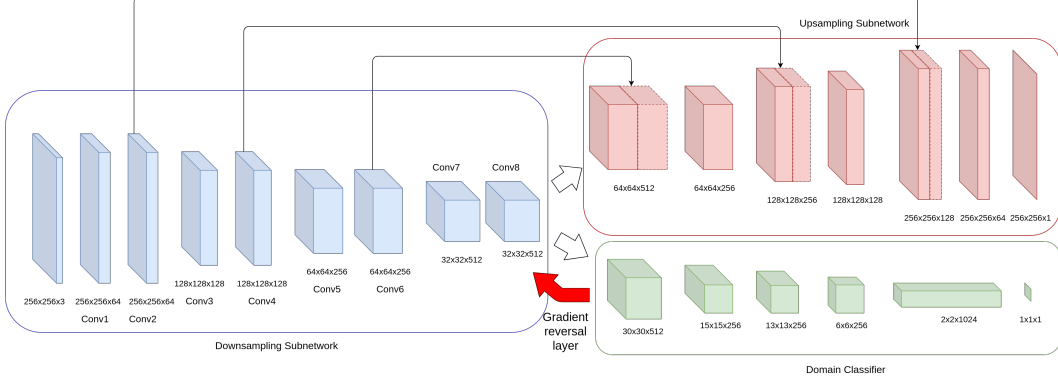 Upsampling Subnetwork
Conv7
Conv8
64x64x512
64x64x256
128x128x256
128x128x128
256x256x128
256x256x64
256x256x1
32x32x512
32x32x512
256x256x3
256x256x64
256x256x64
128x128x128
128x128x128
64x64x256
64x64x256
Conv1
Conv2
Conv3
Conv4
Conv5
Conv6
Gradient
reversal
layer
30x30x512
15x15x256
13x13x256
6x6x256
2x2x1024
1x1x1
Downsampling Subnetwork
Domain Classifier